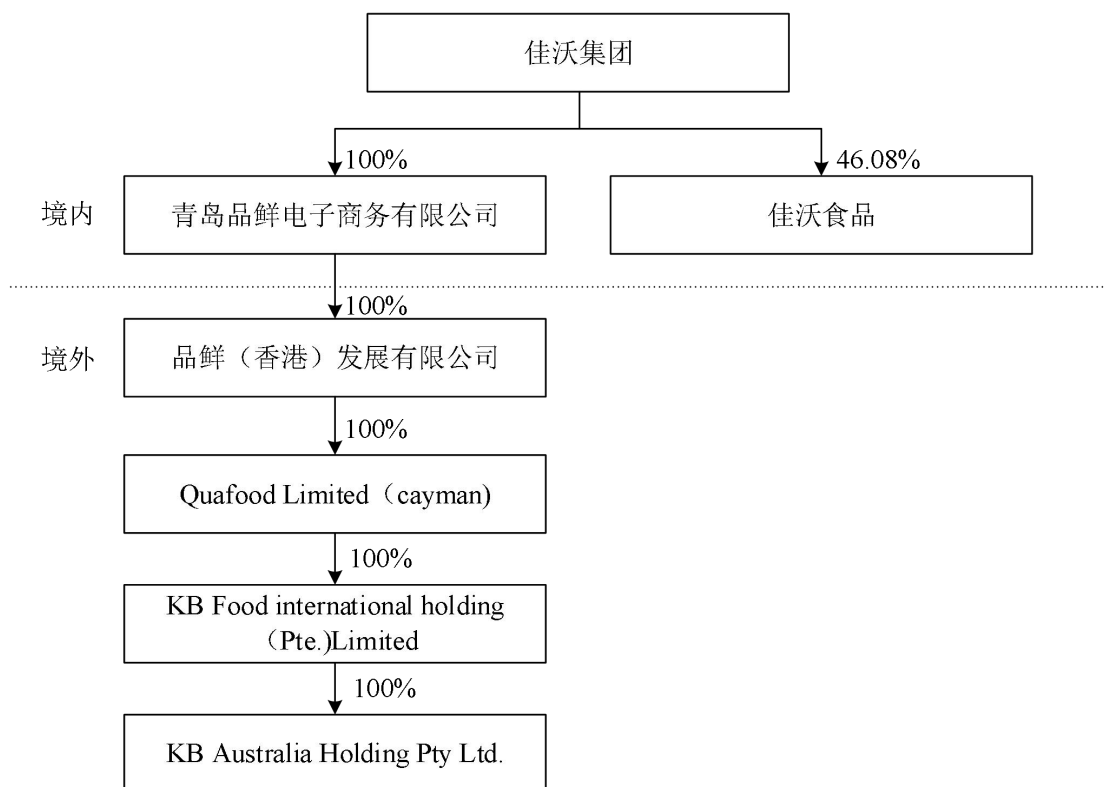 佳沃集团
100%
46.08%
境内
青岛品鲜电子商务有限公司
佳沃食品
100%
境外
品鲜（香港）发展有限公司
100%
Quafood Limited（cayman)
100%
KB Food international holding
（Pte.)Limited
100%
KB Australia Holding Pty Ltd.